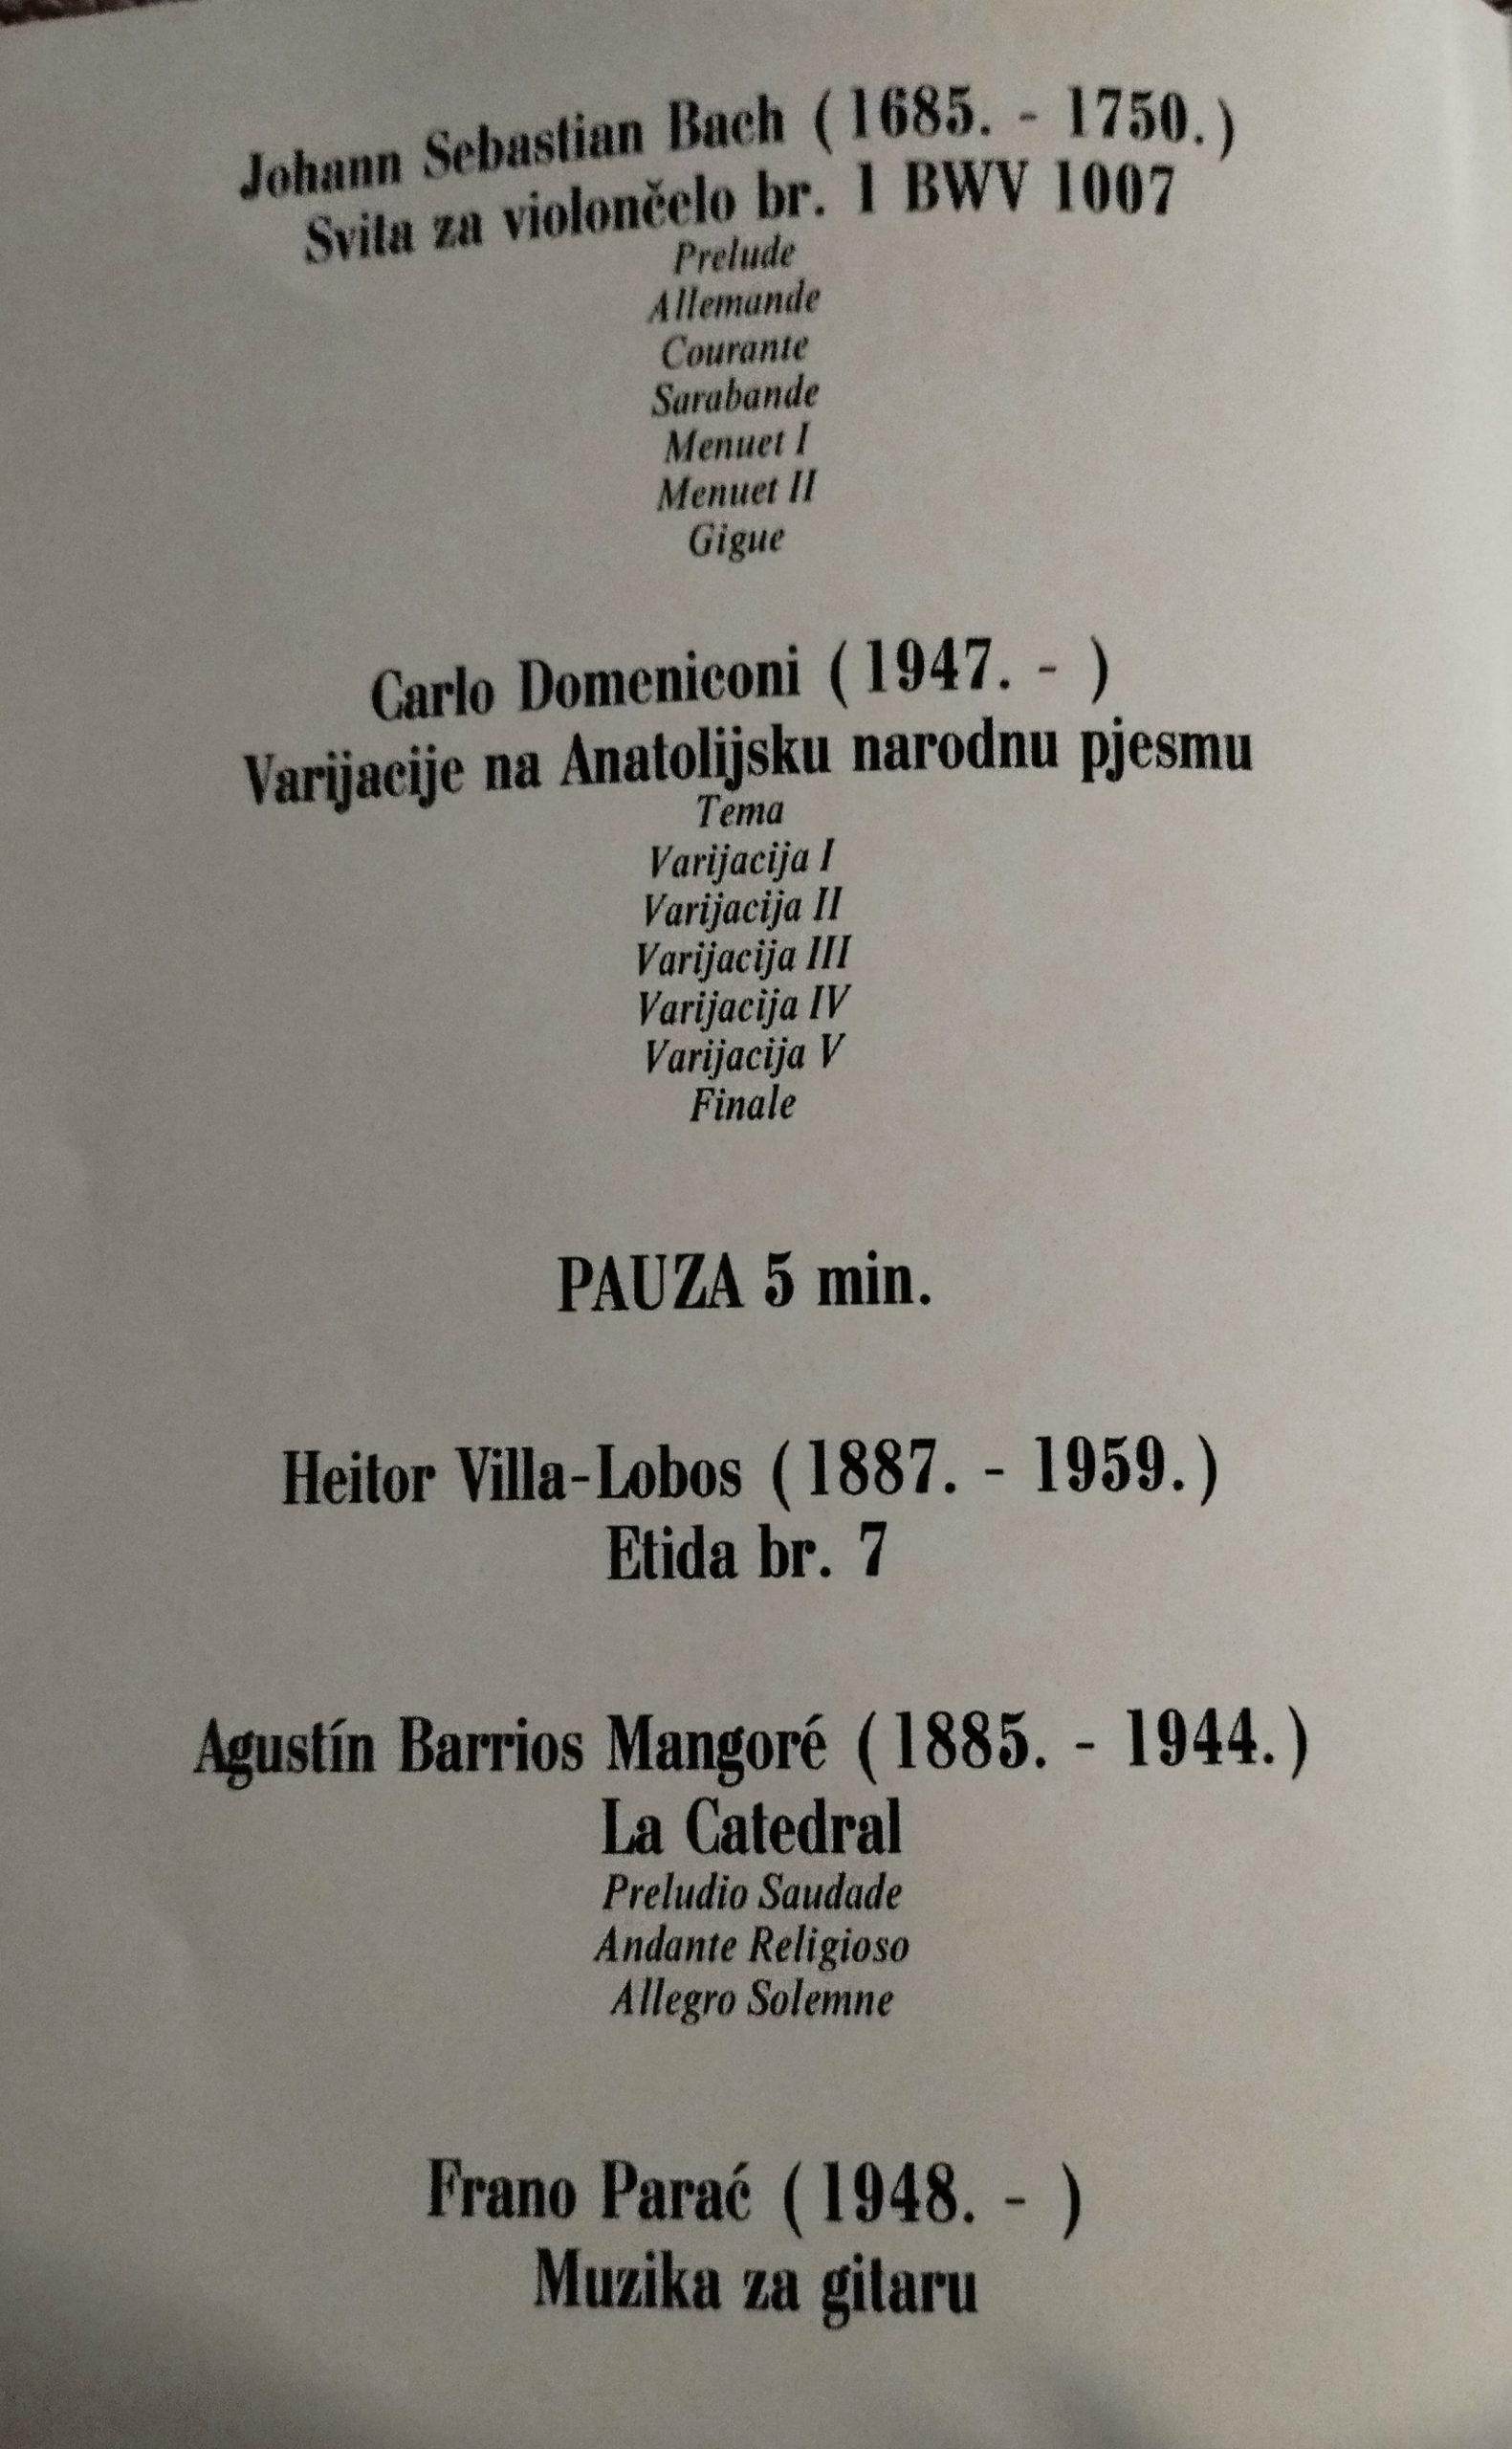 Johann Sebastian Bach ( 1685. - 1750. )
Svita za violončelo br. 1 BWV 1007
Prelude
Allemande
Courante
Sarabande
Menuet I
Menuet II
Gigue
Carlo Domeniconi ( 1947. - )
Varijacije na Anatolijsku narodnu pjesmu
Tema
Varijacija I
Varijacija II
Varijacija III
Varijacija IV
Varijacija V
Finale
PAUZA 5 min.
Heitor Villa-Lobos ( 1887. - 1959. )
Etida br. 7
Agustín Barrios Mangoré ( 1885. - 1944. )
La Catedral
Preludio Saudade
Andante Religioso
Allegro Solemne
Frano Parać ( 1948. - )
Muzika za gitaru